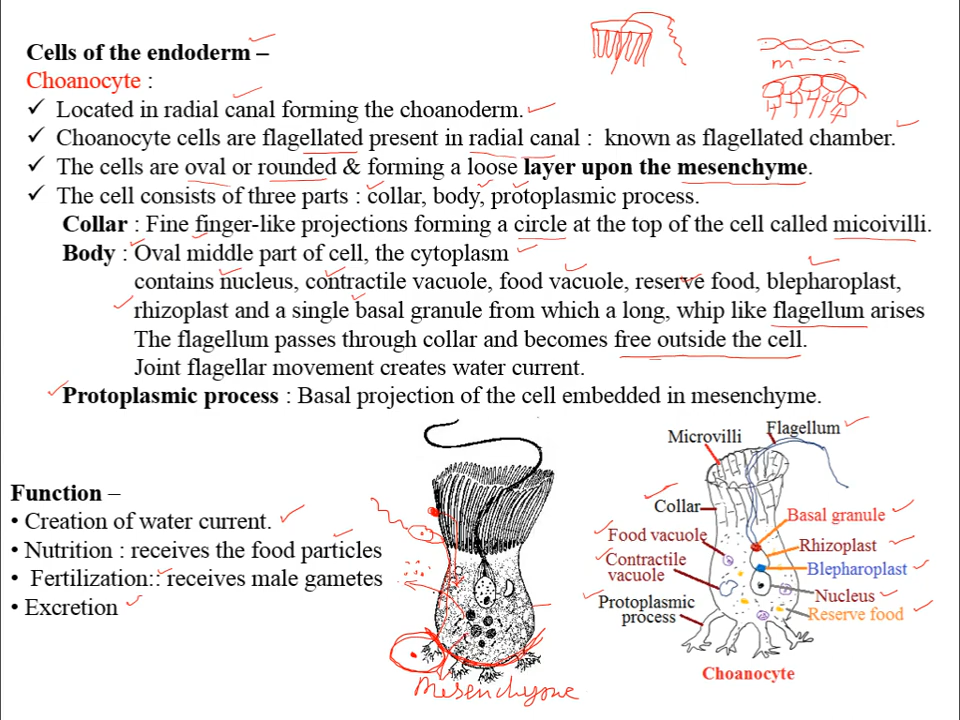 Cells of the endoderm –
Choanocyte :
✓ Located in radial canal forming the choanoderm.
✓ Choanocyte cells are flagellated present in radial canal : known as flagellated chamber.
✓ The cells are oval or rounded & forming a loose layer upon the mesenchyme.
✓ The cell consists of three parts : collar, body, protoplasmic process.
Collar : Fine finger-like projections forming a circle at the top of the cell called micoivilli.
Body : Oval middle part of cell, the cytoplasm
contains nucleus, contractile vacuole, food vacuole, reserve food, blepharoplast,
rhizoplast and a single basal granule from which a long, whip like flagellum arises
The flagellum passes through collar and becomes free outside the cell.
Joint flagellar movement creates water current.
Protoplasmic process : Basal projection of the cell embedded in mesenchyme.
Function –
• Creation of water current.
• Nutrition : receives the food particles
• Fertilization:: receives male gametes
• Excretion
Mesenchyme
Flagellum
Microvilli
Collar
Basal granule
Food vacuole
Rhizoplast
Contractile
vacuole
Blepharoplast
Nucleus
Protoplasmic
process
Reserve food
Choanocyte